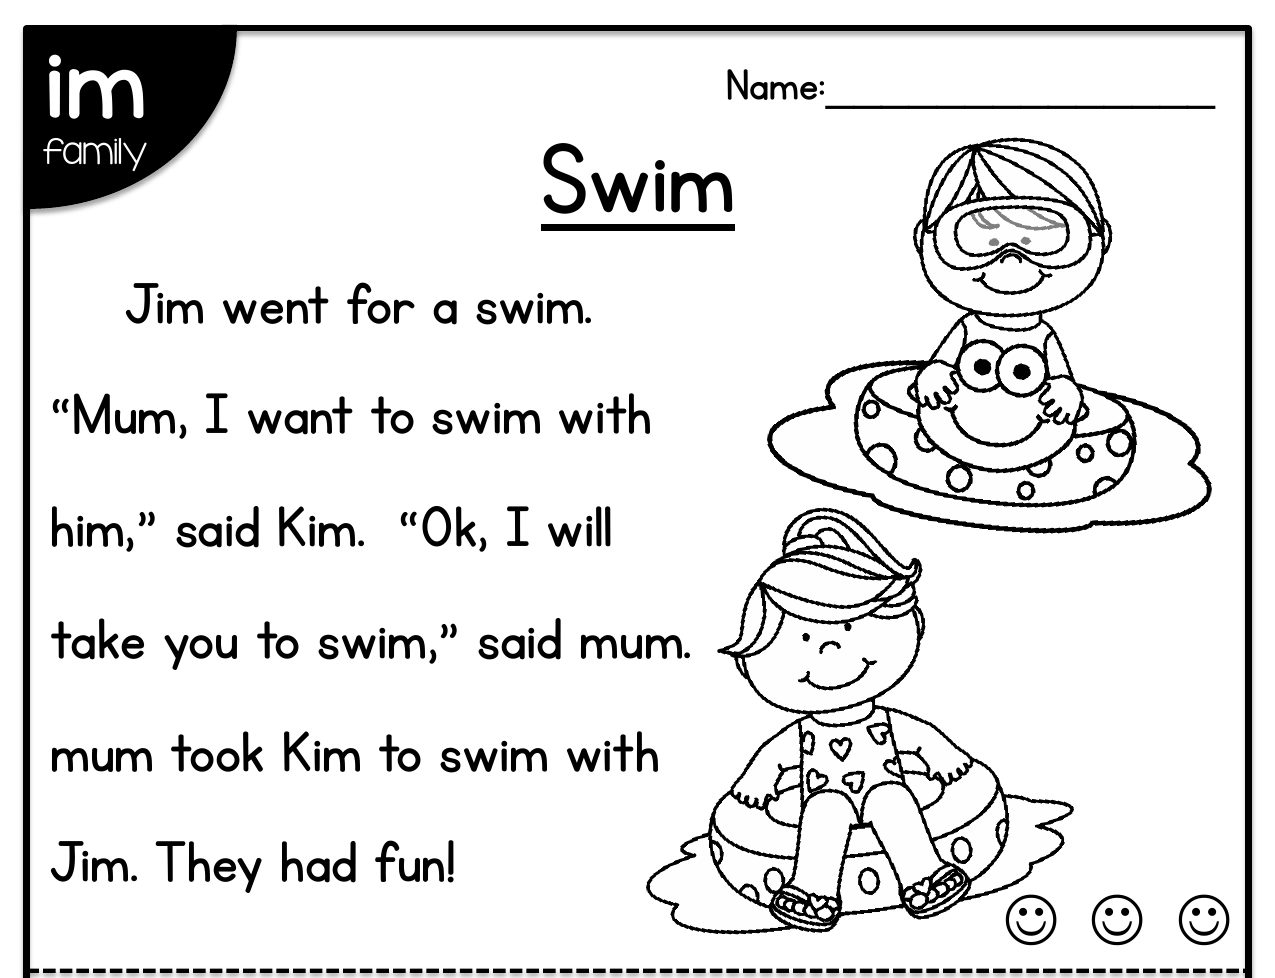 im
family
Name:
Swim
Jim went for a swim.
“Mum, I want to swim with
him,” said Kim. “Ok, I will
take you to swim,” said mum.
mum took Kim to swim with
Jim. They had fun!